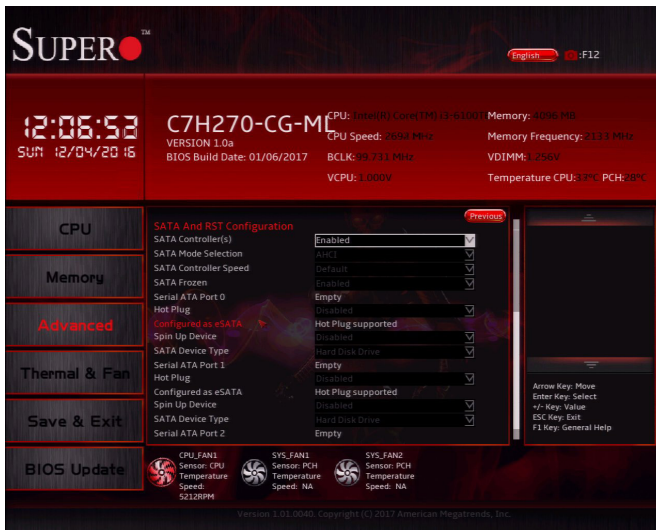 SUPER TM
English :F12
12:06:53
SUN 12/04/2016
C7H270-CG-ML
VERSION 1.0a
BIOS Build Date: 01/06/2017
CPU: Intel(R) Core(TM) i3-6100T
CPU Speed: 2693 MHz
BCLK: 99.731 MHz
VCPU: 1.000V
Memory: 4096 MB
Memory Frequency: 2133 MHz
VDIMM: 1.256V
Temperature CPU: 33°C PCH: 28°C
CPU
Memory
Advanced
Thermal & Fan
Save & Exit
BIOS Update
Previous
SATA And RST Configuration
SATA Controller(s) Enabled
SATA Mode Selection AHCI
SATA Controller Speed Default
SATA Frozen Enabled
Serial ATA Port 0 Empty
Hot Plug Disabled
Configured as eSATA Hot Plug supported
Spin Up Device Disabled
SATA Device Type Hard Disk Drive
Serial ATA Port 1 Empty
Hot Plug Disabled
Configured as eSATA Hot Plug supported
Spin Up Device Disabled
SATA Device Type Hard Disk Drive
Serial ATA Port 2 Empty
Arrow Key: Move
Enter Key: Select
+/- Key: Value
ESC Key: Exit
F1 Key: General Help
CPU_FAN1
Sensor: CPU
Temperature
Speed:
5212RPM
SYS_FAN1
Sensor: PCH
Temperature
Speed: NA
SYS_FAN2
Sensor: PCH
Temperature
Speed: NA
Version 1.01.0040. Copyright (C) 2017 American Megatrends, Inc.